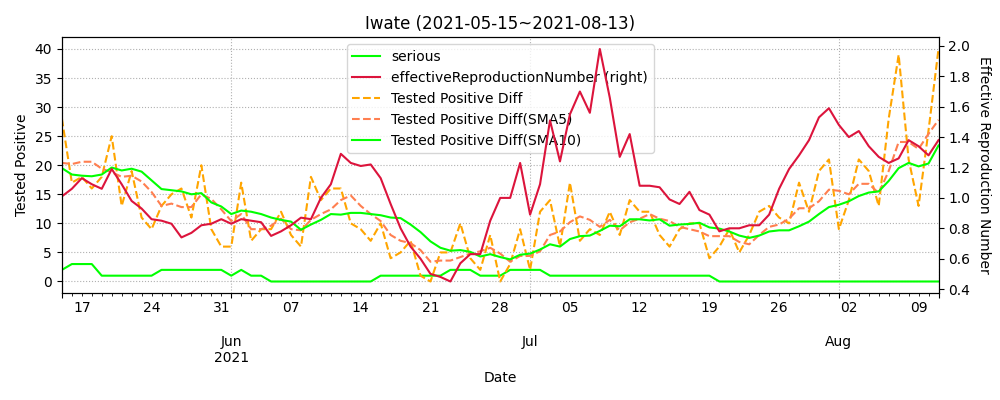 Iwate (2021-05-15~2021-08-13)
serious
effectiveReproductionNumber (right)
Tested Positive Diff
Tested Positive Diff(SMA5)
Tested Positive Diff(SMA10)
Tested Positive
40
35
30
25
20
15
10
5
0
2.0
1.8
1.6
1.4
1.2
1.0
0.8
0.6
0.4
Effective Reproduction Number
17 24 31 07 14 21 28 05 12 19 26 02 09
Jun Jul Aug
2021
Date